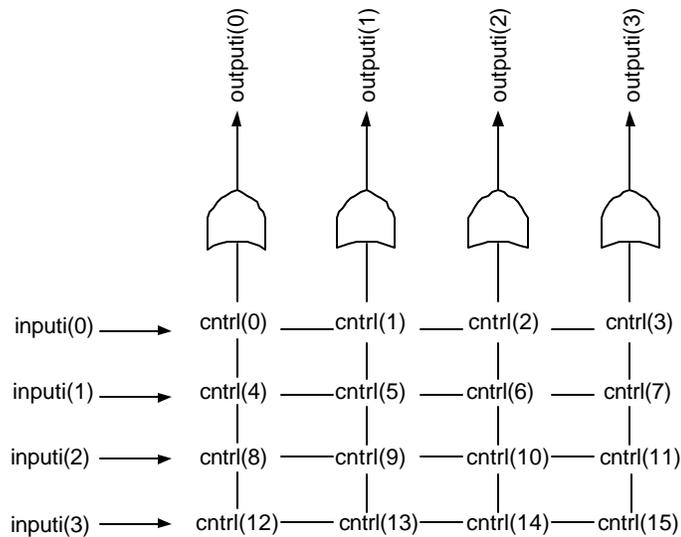 outputi(0) outputi(1) outputi(2) outputi(3)
inputi(0) cntrl(0) cntrl(1) cntrl(2) cntrl(3)
inputi(1) cntrl(4) cntrl(5) cntrl(6) cntrl(7)
inputi(2) cntrl(8) cntrl(9) cntrl(10) cntrl(11)
inputi(3) cntrl(12) cntrl(13) cntrl(14) cntrl(15)